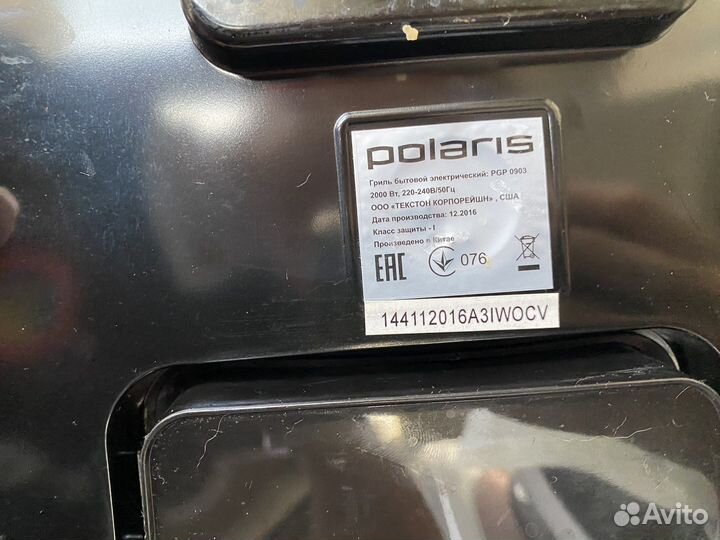 polaris
Гриль бытовой электрический: PGP 0903
2000 Вт, 220-240В/50Гц
ООО «ТЕКСТОН КОРПОРЕЙШН» , США
Дата производства: 12.2016
Класс защиты - I
Произведено в Китае
EAC 076
144112016A3IWOCV
Avito